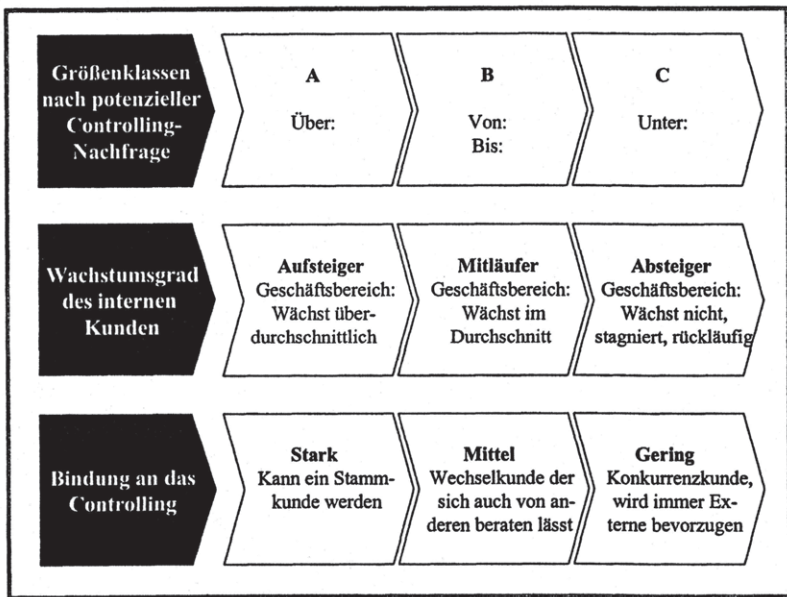 Größenklassen
nach potenzieller
Controlling-
Nachfrage
A
Über:
B
Von:
Bis:
C
Unter:
Wachstumsgrad
des internen
Kunden
Aufsteiger
Geschäftsbereich:
Wächst über-
durchschnittlich
Mitläufer
Geschäftsbereich:
Wächst im
Durchschnitt
Absteiger
Geschäftsbereich:
Wächst nicht,
stagniert, rückläufig
Bindung an das
Controlling
Stark
Kann ein Stamm-
kunde werden
Mittel
Wechselkunde der
sich auch von an-
deren beraten lässt
Gering
Konkurrenzkunde,
wird immer Ex-
terne bevorzugen